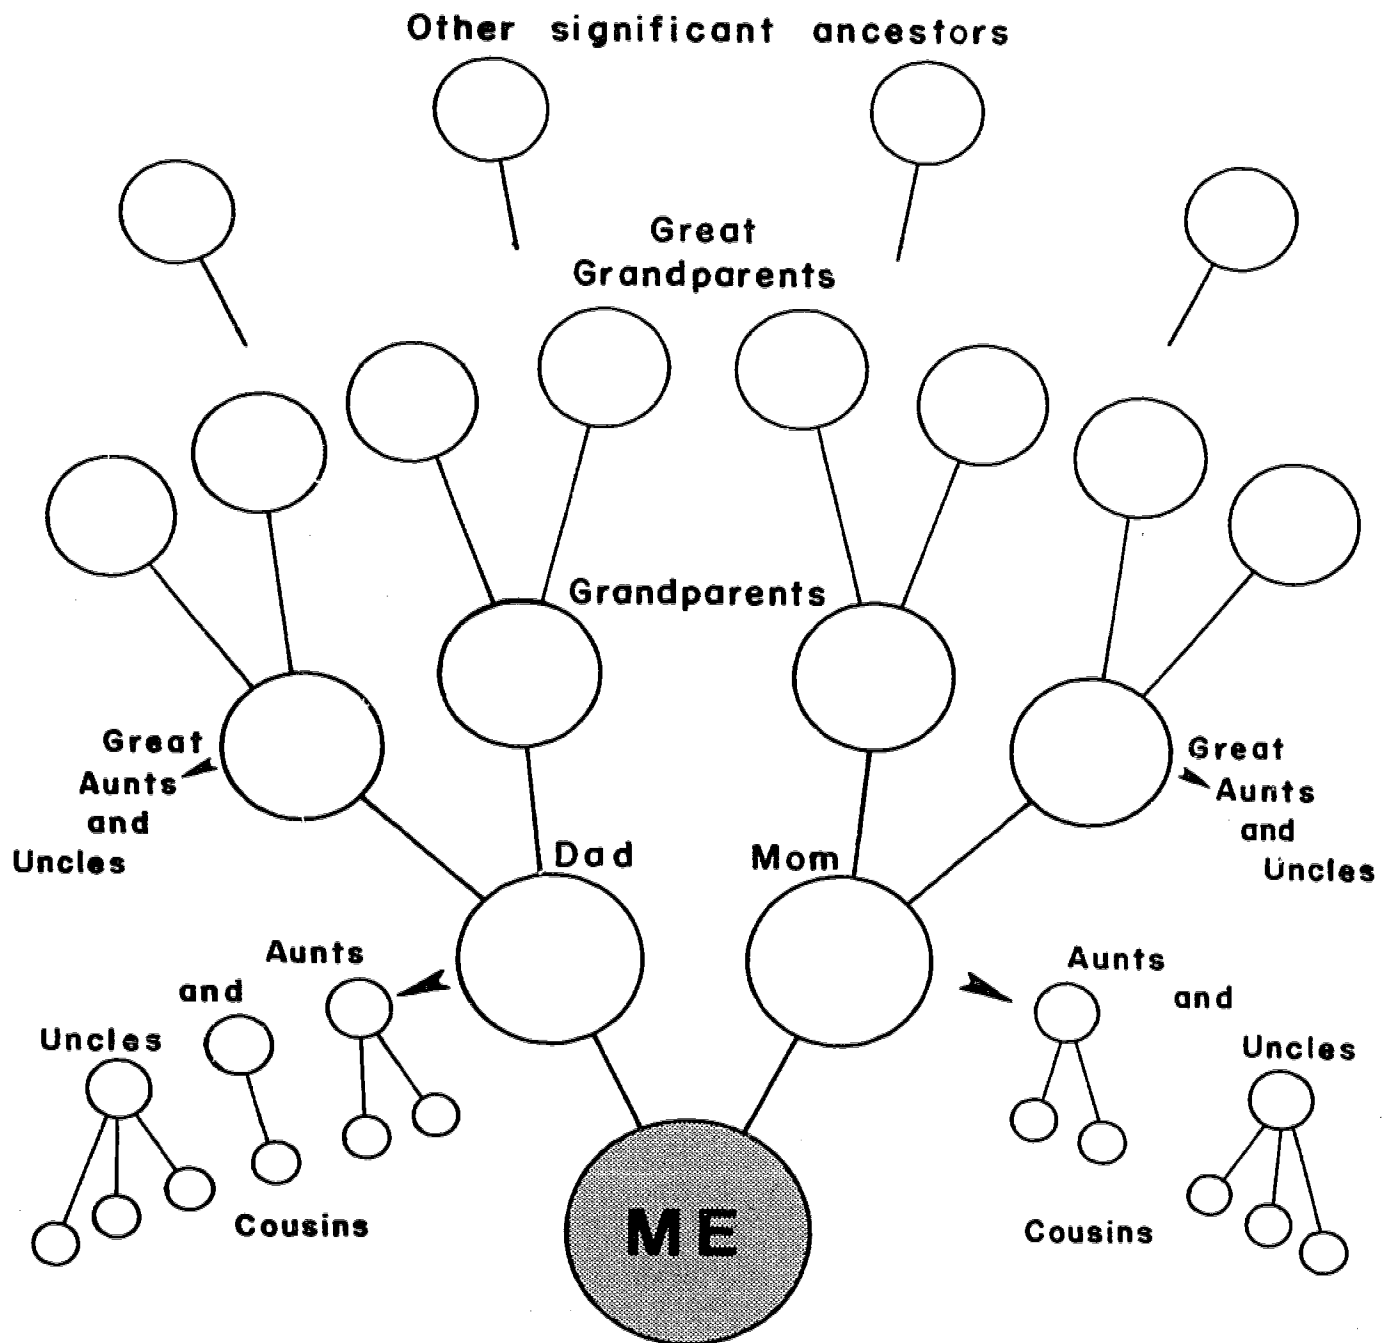 Other significant ancestors
Great
Grandparents
Grandparents
Great
Aunts
and
Uncles
Great
Aunts
and
Uncles
Dad
Mom
Aunts
and
Uncles
Aunts
and
Uncles
Cousins
Cousins
ME